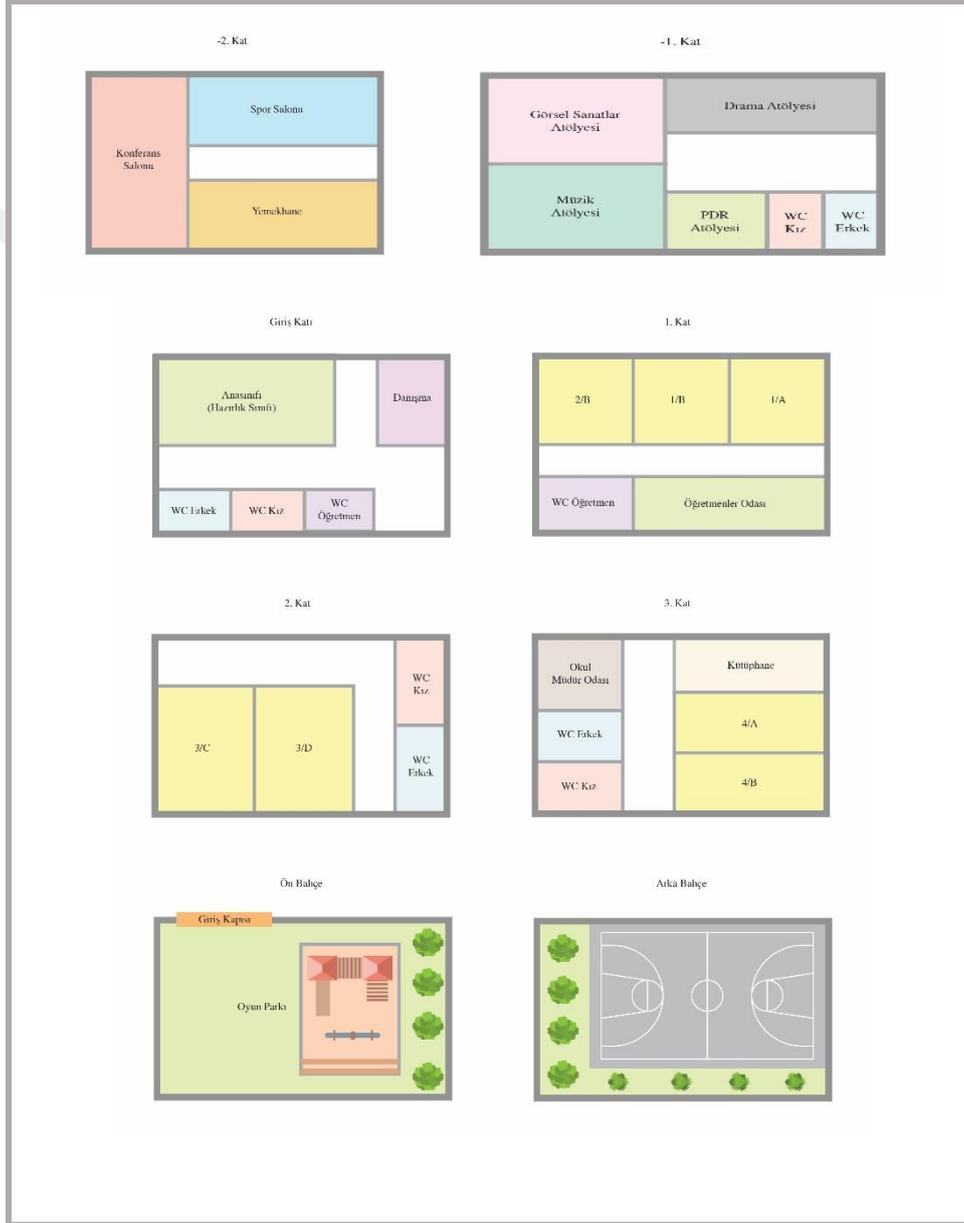 -2. Kat
Konferans
Salonu
Spor Salonu
Yemekhane
-1. Kat
Görsel Sanatlar
Atölyesi
Drama Atölyesi
Müzik
Atölyesi
PDR
Atölyesi
WC
Kız
WC
Erkek
Giriş Katı
Anasınıfı
(Hazırlık Sınıfı)
Danışma
WC Erkek
WC Kız
WC
Öğretmen
1. Kat
2/B
1/B
1/A
WC Öğretmen
Öğretmenler Odası
2. Kat
3/C
3/D
WC
Kız
WC
Erkek
3. Kat
Okul
Müdür Odası
WC Erkek
WC Kız
Kütüphane
4/A
4/B
Ön Bahçe
Giriş Kapısı
Oyun Parkı
Arka Bahçe